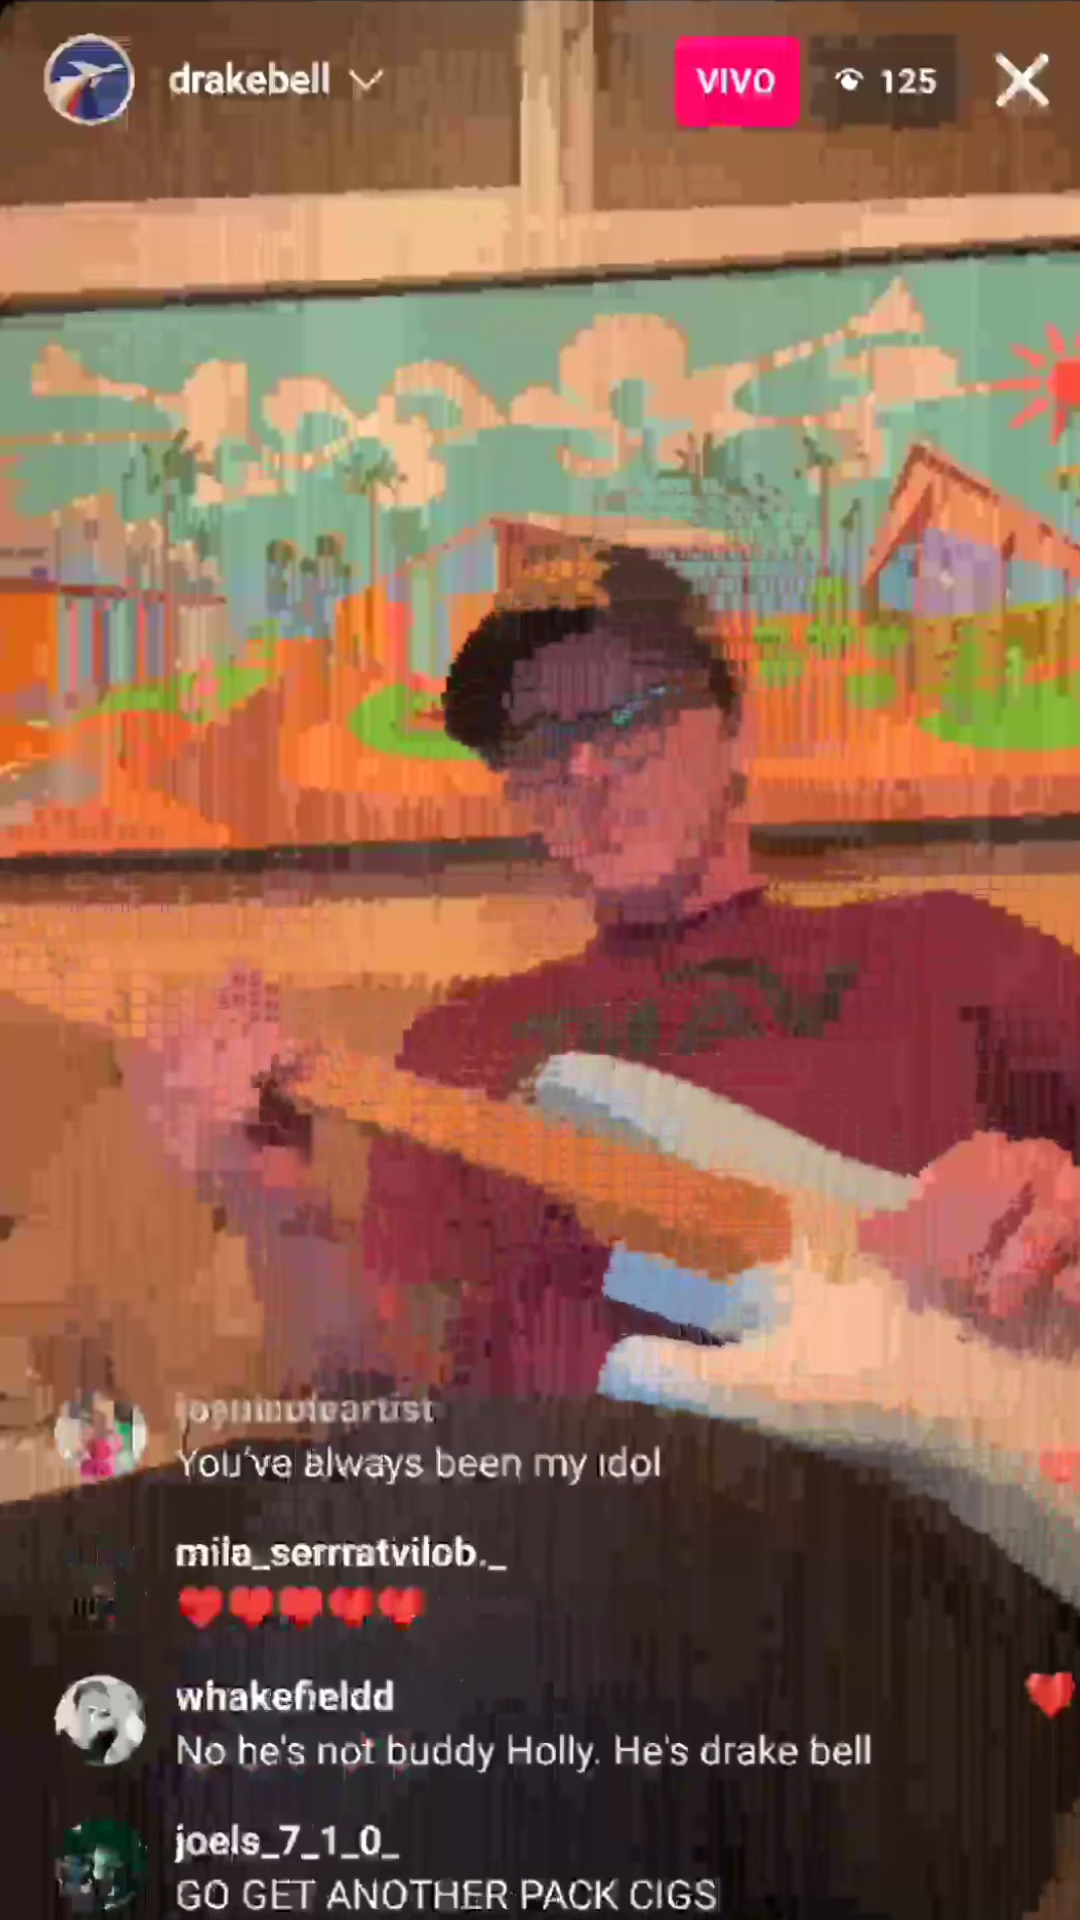 drakebell
VIVO
125
You've always been my idol
mila_serrratvilob._
❤️❤️❤️❤️❤️
whakefieldd
No he's not buddy Holly. He's drake bell
joels_7_1_0_
GO GET ANOTHER PACK CIGS